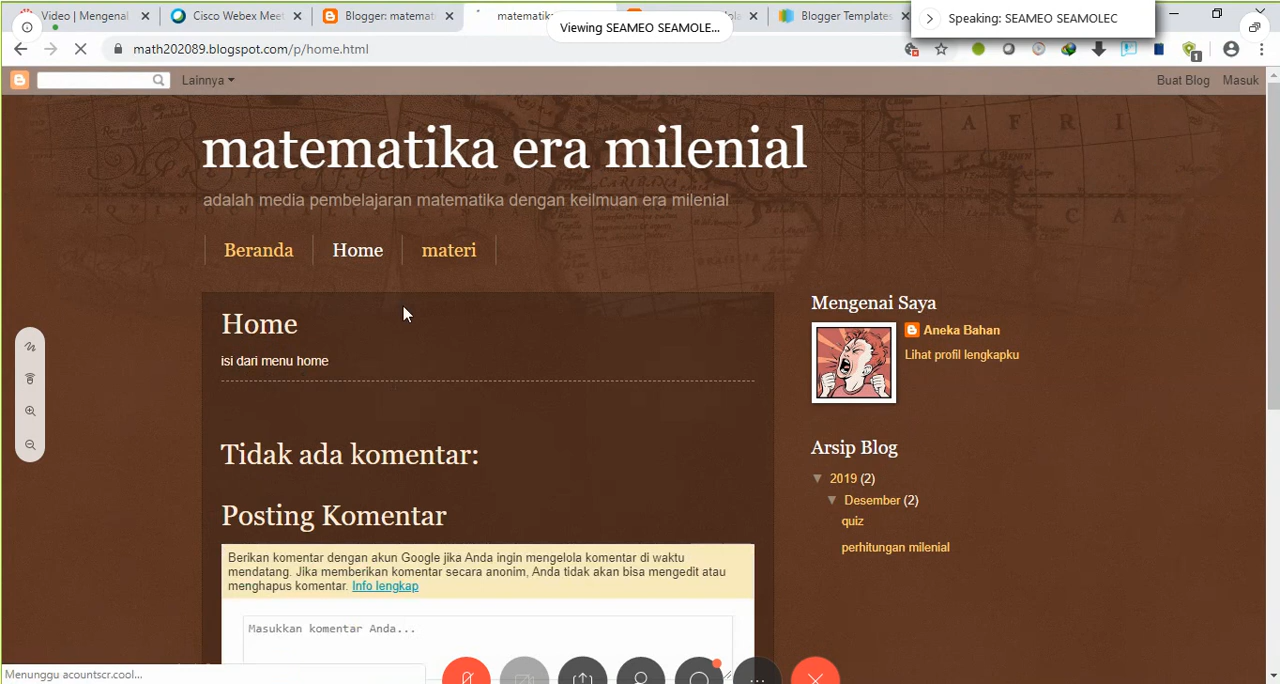 Video | Mengenal
Cisco Webex Meet
Blogger: matemat
matematika
Blogger Templates
Viewing SEAMEO SEAMOLE...
Speaking: SEAMEO SEAMOLEC
math202089.blogspot.com/p/home.html
1
Lainnya
Buat Blog
Masuk
A F R I
C A
matematika era milenial
adalah media pembelajaran matematika dengan keilmuan era milenial
Beranda
Home
materi
Home
isi dari menu home
Tidak ada komentar:
Posting Komentar
Berikan komentar dengan akun Google jika Anda ingin mengelola komentar di waktu
mendatang. Jika memberikan komentar secara anonim, Anda tidak akan bisa mengedit atau
menghapus komentar. Info lengkap
Masukkan komentar Anda...
Mengenai Saya
Aneka Bahan
Lihat profil lengkapku
Arsip Blog
2019 (2)
Desember (2)
quiz
perhitungan milenial
Menunggu acountscr.cool...